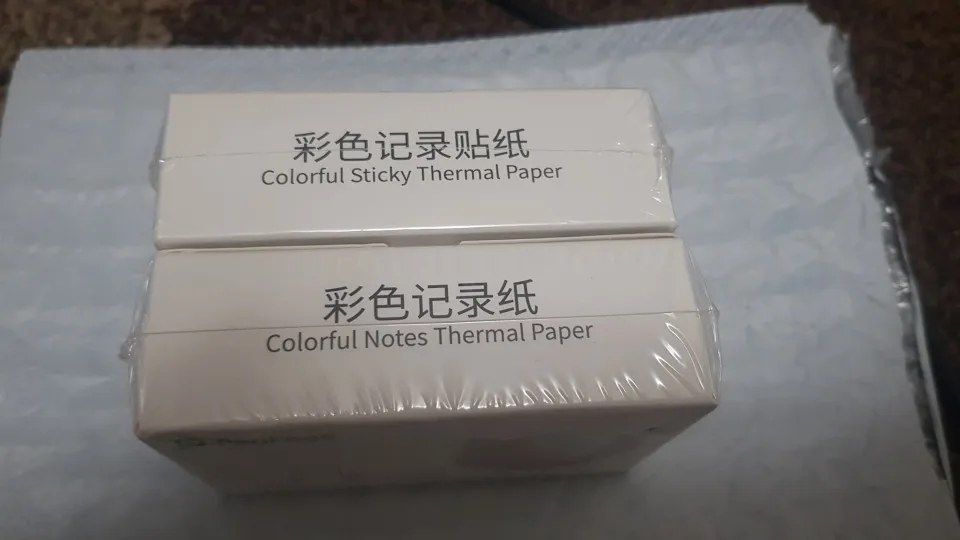 彩色记录贴纸
Colorful Sticky Thermal Paper
彩色记录纸
Colorful Notes Thermal Paper